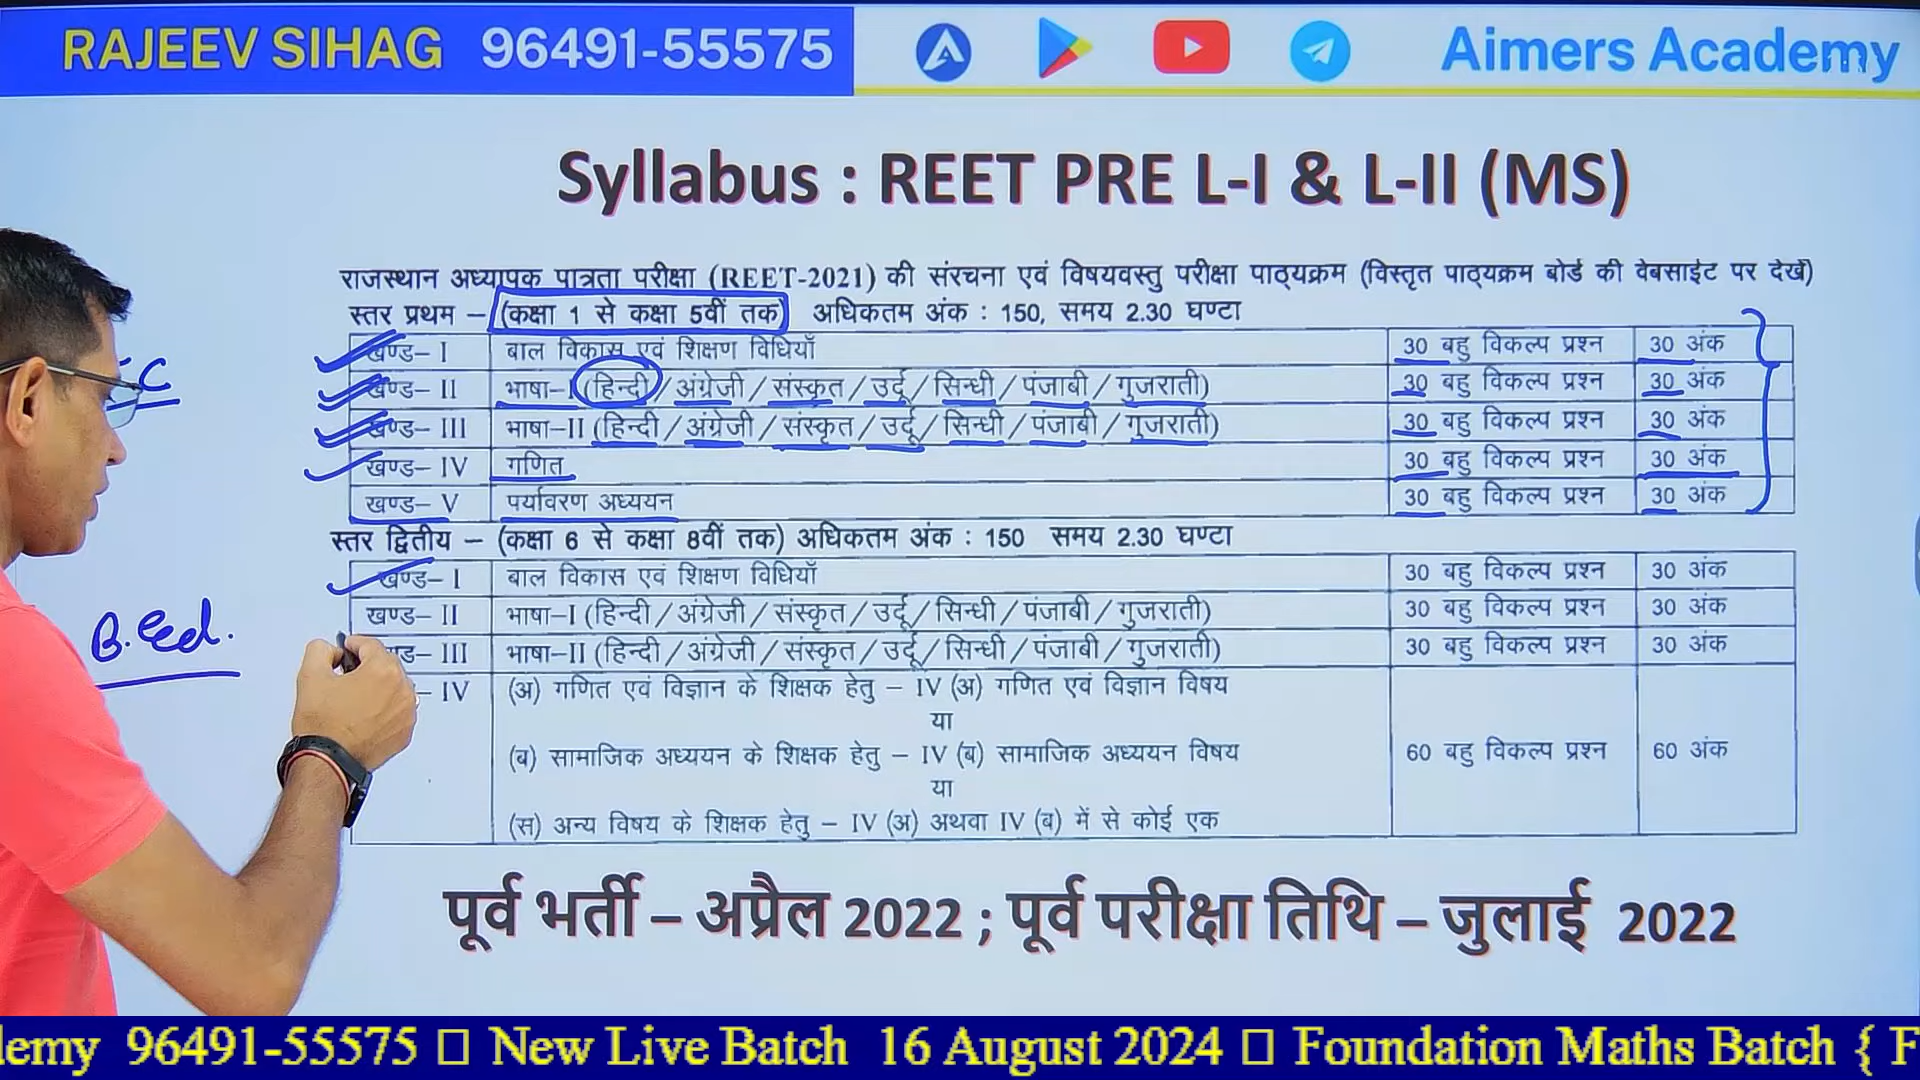 RAJEEV SIHAG 96491-55575 Aimers Academy
Syllabus : REET PRE L-I & L-II (MS)
राजस्थान अध्यापक पात्रता परीक्षा (REET-2021) की संरचना एवं विषयवस्तु परीक्षा पाठ्यक्रम (विस्तृत पाठ्यक्रम बोर्ड की वेबसाईट पर देखें)
स्तर प्रथम – (कक्षा 1 से कक्षा 5वीं तक) अधिकतम अंक : 150, समय 2.30 घण्टा
खण्ड– I बाल विकास एवं शिक्षण विधियाँ 30 बहु विकल्प प्रश्न 30 अंक
खण्ड– II भाषा–I (हिन्दी/अंग्रेजी/संस्कृत/उर्दू/सिन्धी/पंजाबी/गुजराती) 30 बहु विकल्प प्रश्न 30 अंक
खण्ड– III भाषा–II (हिन्दी/अंग्रेजी/संस्कृत/उर्दू/सिन्धी/पंजाबी/गुजराती) 30 बहु विकल्प प्रश्न 30 अंक
खण्ड– IV गणित 30 बहु विकल्प प्रश्न 30 अंक
खण्ड– V पर्यावरण अध्ययन 30 बहु विकल्प प्रश्न 30 अंक
स्तर द्वितीय – (कक्षा 6 से कक्षा 8वीं तक) अधिकतम अंक : 150 समय 2.30 घण्टा
खण्ड– I बाल विकास एवं शिक्षण विधियाँ 30 बहु विकल्प प्रश्न 30 अंक
खण्ड– II भाषा–I (हिन्दी/अंग्रेजी/संस्कृत/उर्दू/सिन्धी/पंजाबी/गुजराती) 30 बहु विकल्प प्रश्न 30 अंक
B.Ed.
– III भाषा–II (हिन्दी/अंग्रेजी/संस्कृत/उर्दू/सिन्धी/पंजाबी/गुजराती) 30 बहु विकल्प प्रश्न 30 अंक
– IV (अ) गणित एवं विज्ञान के शिक्षक हेतु – IV (अ) गणित एवं विज्ञान विषय
या
(ब) सामाजिक अध्ययन के शिक्षक हेतु – IV (ब) सामाजिक अध्ययन विषय 60 बहु विकल्प प्रश्न 60 अंक
या
(स) अन्य विषय के शिक्षक हेतु – IV (अ) अथवा IV (ब) में से कोई एक
पूर्व भर्ती – अप्रैल 2022 ; पूर्व परीक्षा तिथि – जुलाई 2022
demy 96491-55575 □ New Live Batch 16 August 2024 □ Foundation Maths Batch { F